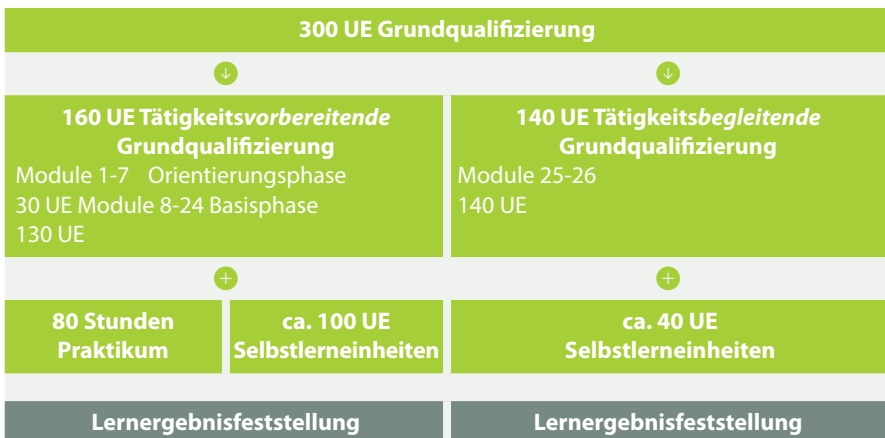 300 UE Grundqualifizierung
160 UE Tätigkeitsvorbereitende
Grundqualifizierung
Module 1-7 Orientierungsphase
30 UE Module 8-24 Basisphase
130 UE
140 UE Tätigkeitsbegleitende
Grundqualifizierung
Module 25-26
140 UE
80 Stunden
Praktikum
ca. 100 UE
Selbstlerneinheiten
ca. 40 UE
Selbstlerneinheiten
Lernergebnisfeststellung
Lernergebnisfeststellung